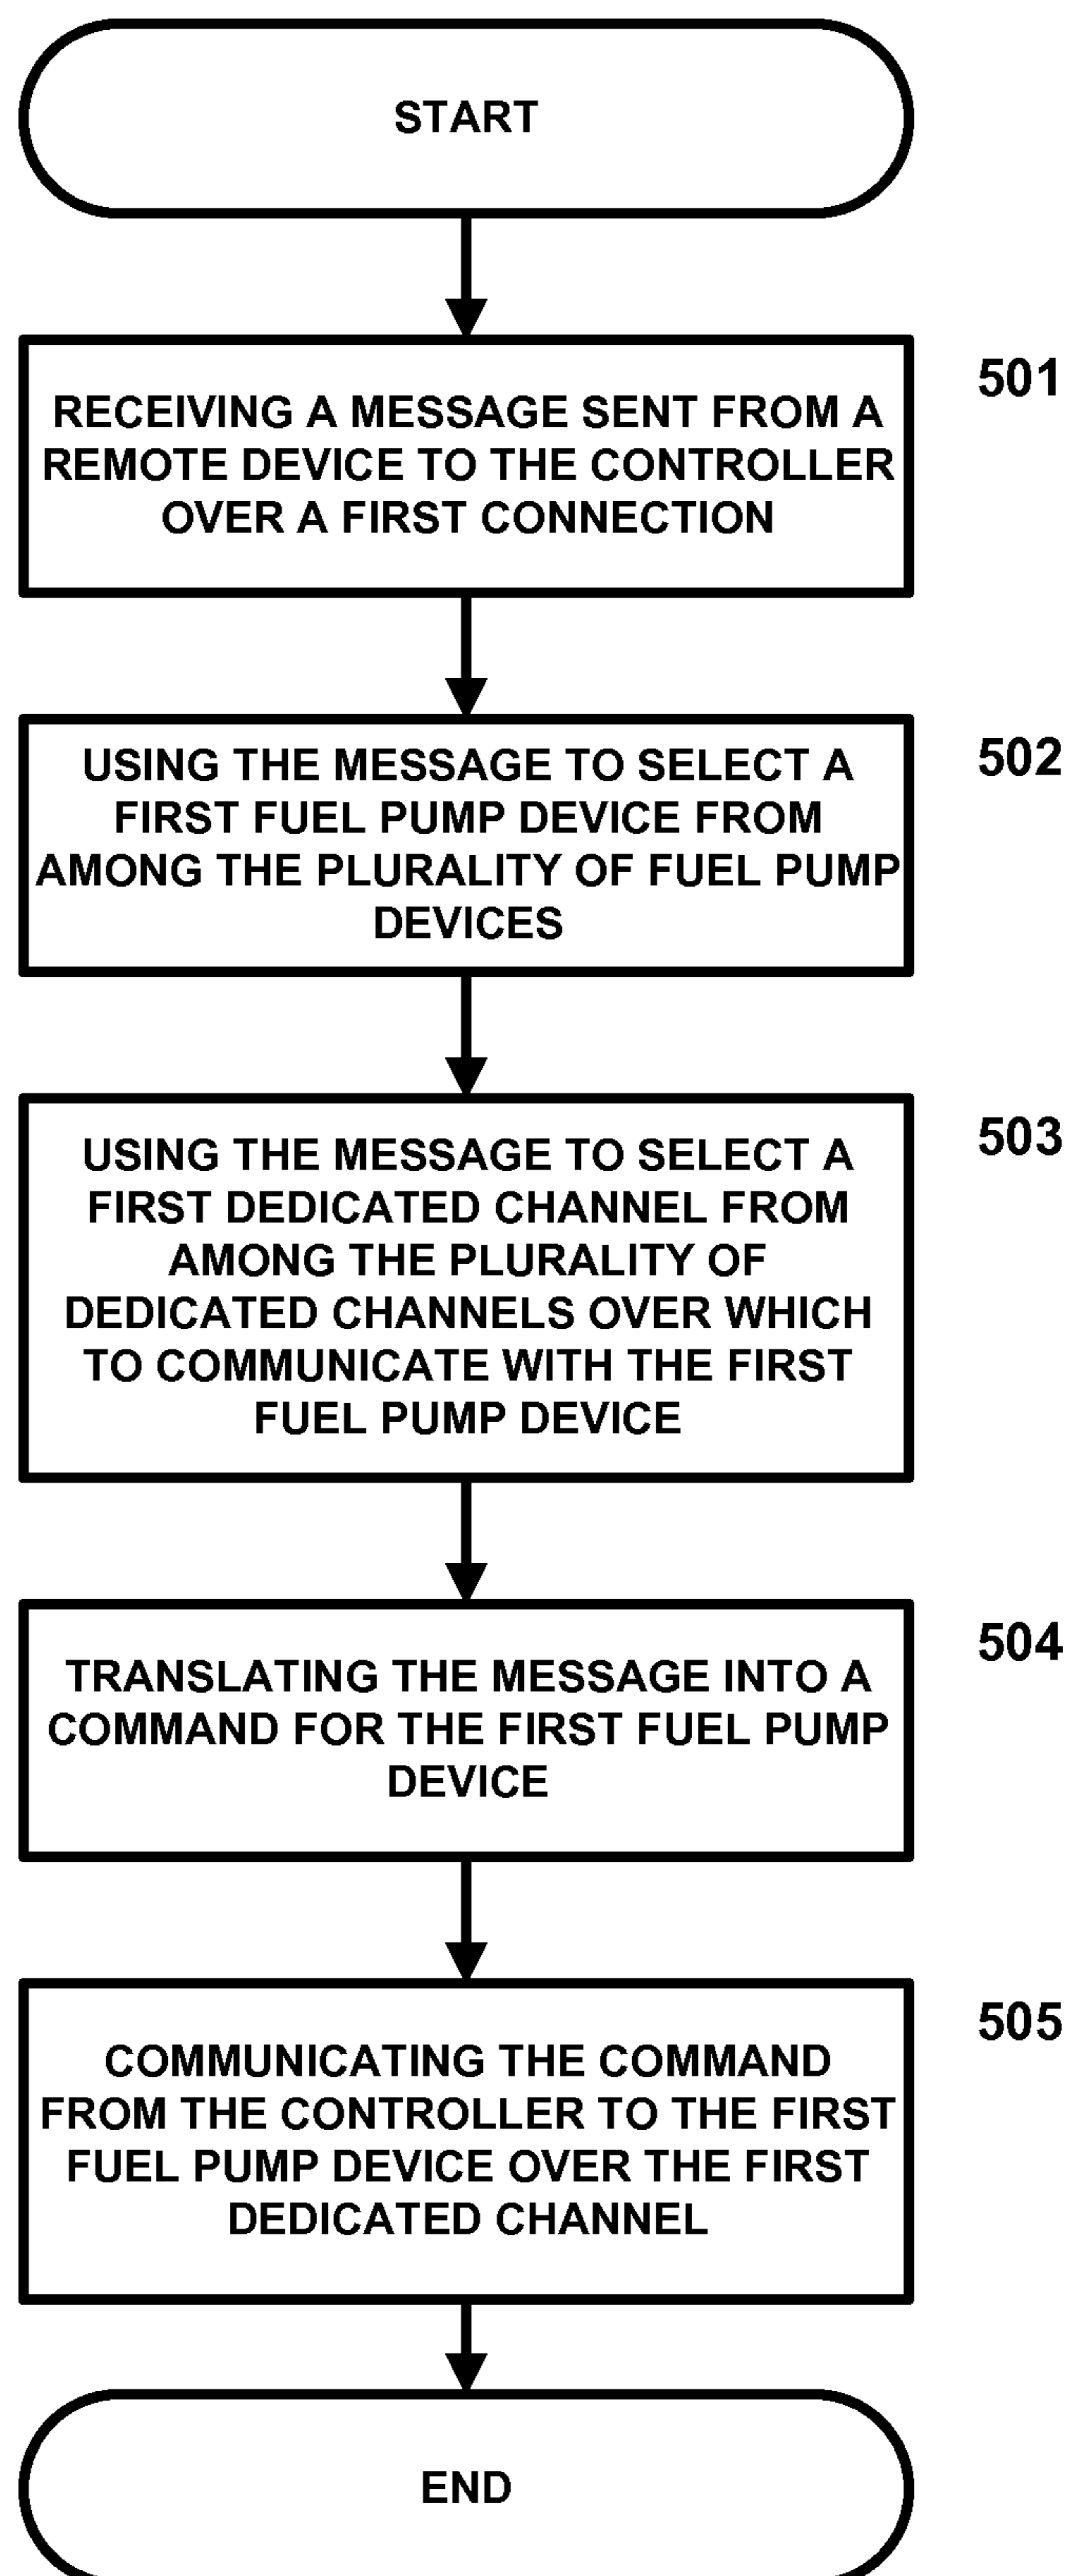 START
RECEIVING A MESSAGE SENT FROM A
REMOTE DEVICE TO THE CONTROLLER
OVER A FIRST CONNECTION
501
USING THE MESSAGE TO SELECT A
FIRST FUEL PUMP DEVICE FROM
AMONG THE PLURALITY OF FUEL PUMP
DEVICES
502
USING THE MESSAGE TO SELECT A
FIRST DEDICATED CHANNEL FROM
AMONG THE PLURALITY OF
DEDICATED CHANNELS OVER WHICH
TO COMMUNICATE WITH THE FIRST
FUEL PUMP DEVICE
503
TRANSLATING THE MESSAGE INTO A
COMMAND FOR THE FIRST FUEL PUMP
DEVICE
504
COMMUNICATING THE COMMAND
FROM THE CONTROLLER TO THE FIRST
FUEL PUMP DEVICE OVER THE FIRST
DEDICATED CHANNEL
505
END